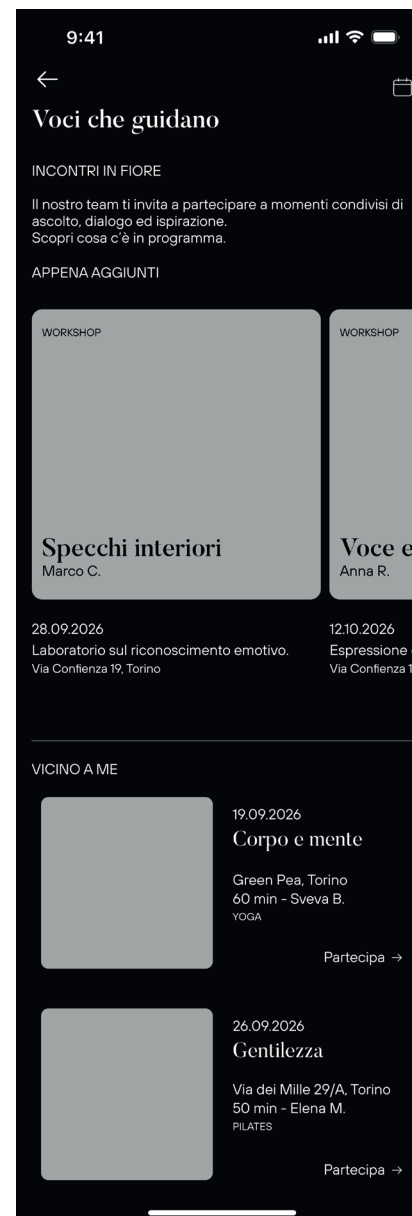 9:41
Voci che guidano
INCONTRI IN FIORE
Il nostro team ti invita a partecipare a momenti condivisi di
ascolto, dialogo ed ispirazione.
Scopri cosa c'è in programma.
APPENA AGGIUNTI
WORKSHOP
Specchi interiori
Marco C.
28.09.2026
Laboratorio sul riconoscimento emotivo.
Via Confienza 19, Torino
WORKSHOP
Voce e
Anna R.
12.10.2026
Espressione
Via Confienza 1
VICINO A ME
19.09.2026
Corpo e mente
Green Pea, Torino
60 min - Sveva B.
YOGA
Partecipa →
26.09.2026
Gentilezza
Via dei Mille 29/A, Torino
50 min - Elena M.
PILATES
Partecipa →